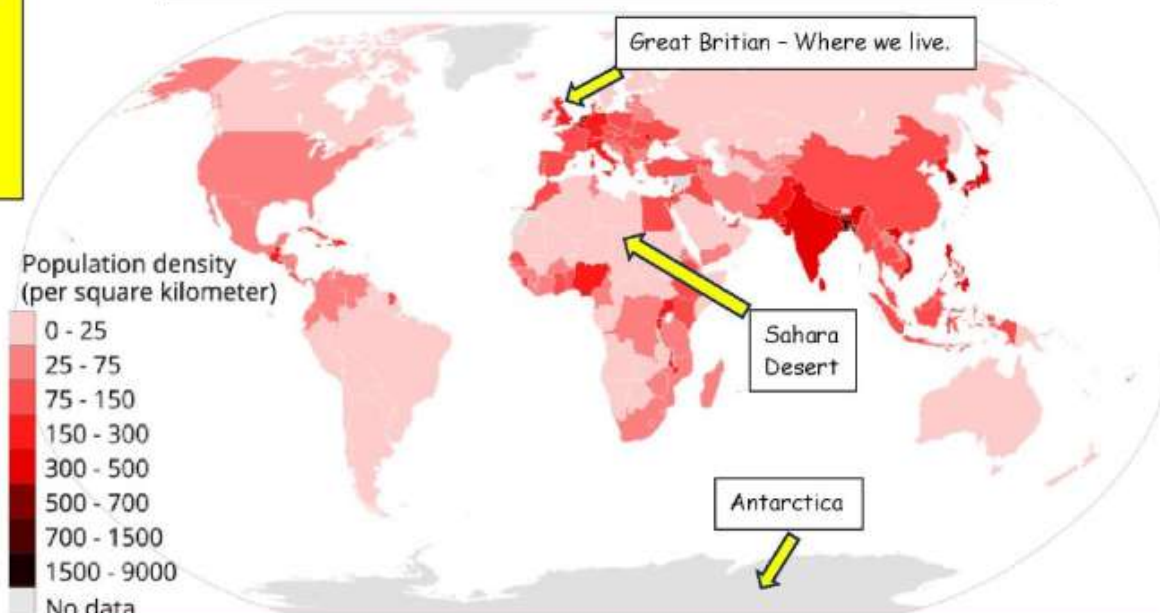 Great Britian – Where we live.
Population density
(per square kilometer)
0 - 25
25 - 75
75 - 150
150 - 300
300 - 500
500 - 700
700 - 1500
1500 - 9000
No data
Sahara
Desert
Antarctica